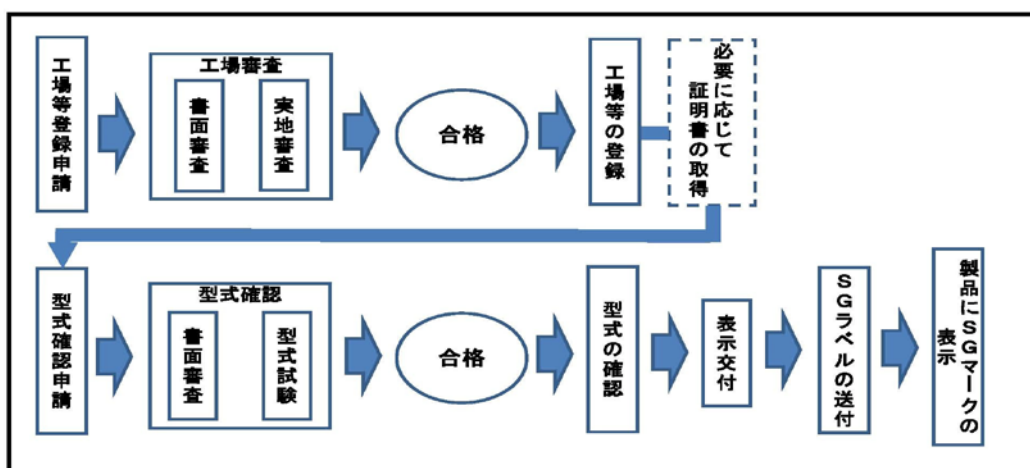 工場等登録申請
工場審査
書面審査
実地審査
合格
工場等の登録
必要に応じて
証明書の取得
型式確認申請
型式確認
書面審査
型式試験
合格
型式の確認
表示交付
SGラベルの送付
製品にSGマークの
表示